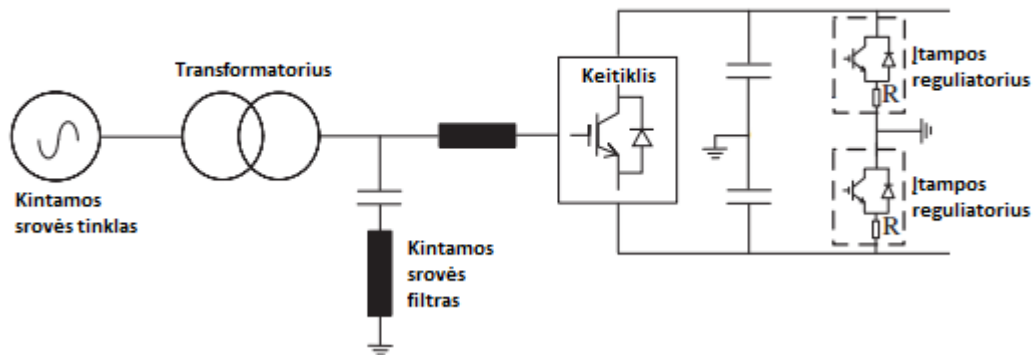 Transformatorius
Keitiklis
Įtampos
reguliatorius
R
Kintamos
srovės tinklas
Kintamos
srovės
filtras
Įtampos
reguliatorius
R